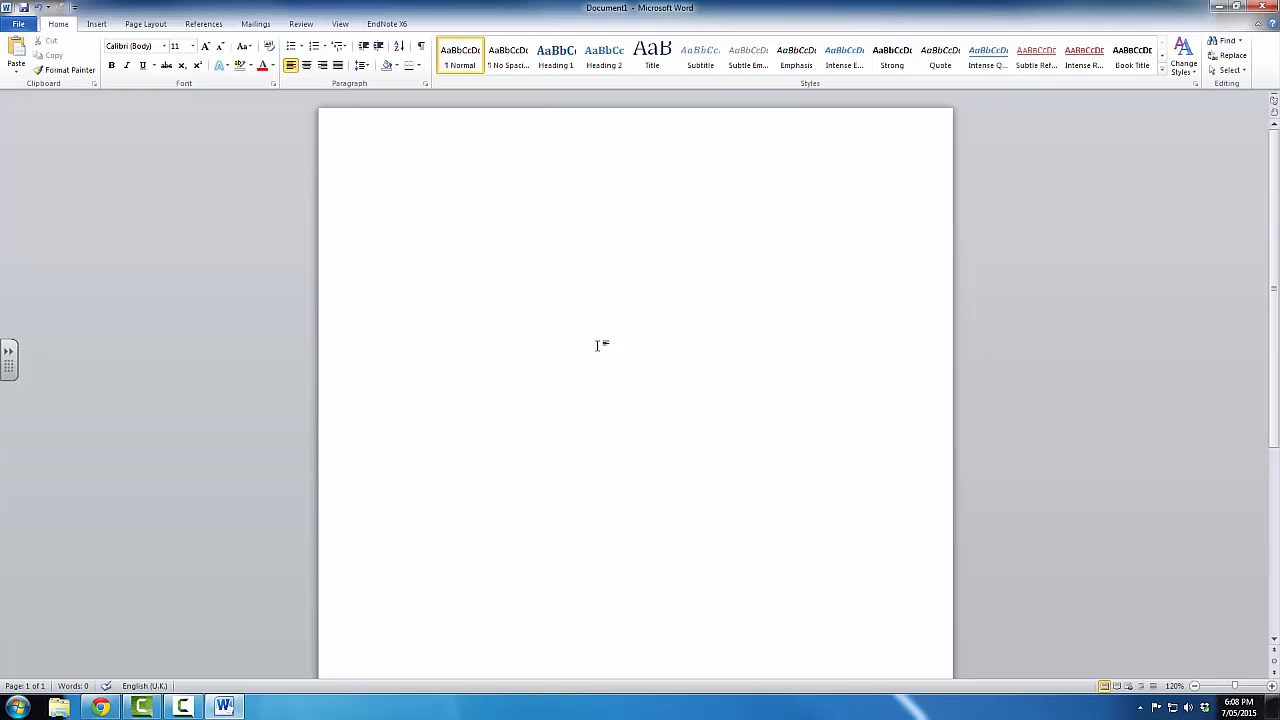 Document1 - Microsoft Word
File Home Insert Page Layout References Mailings Review View EndNote X6
Paste
Cut
Copy
Format Painter
Clipboard
Calibri (Body) 11
Font
Paragraph
AaBbCcDc AaBbCcDc AaBbC( AaBbCc AaB AaBbCc. AaBbCcDc AaBbCcDc AaBbCcDc AaBbCcDc AaBbCcDc AaBbCcDc AaBbCcDc AaBbCcDc AaBbCcDc
¶ Normal ¶ No Spaci... Heading 1 Heading 2 Title Subtitle Subtle Em... Emphasis Intense E... Strong Quote Intense Q... Subtle Ref... Intense R... Book Title
Styles
Change
Styles
Find
Replace
Select
Editing
Page: 1 of 1 Words: 0 English (U.K.) 120%
6:08 PM
7/05/2015